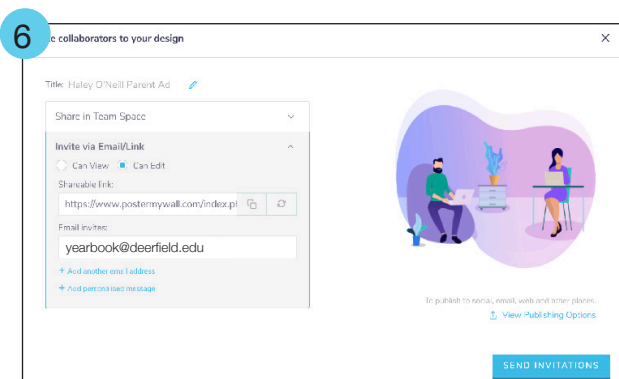 6
e collaborators to your design
Title: Haley O'Neill Parent Ad
Share in Team Space
Invite via Email/Link
Can View Can Edit
Shareable link:
https://www.postermywall.com/index.p
Email invites:
yearbook@deerfield.edu
+ Add another email address
+ Add personalised message
To publish to social, email, web and other places.
View Publishing Options
SEND INVITATIONS